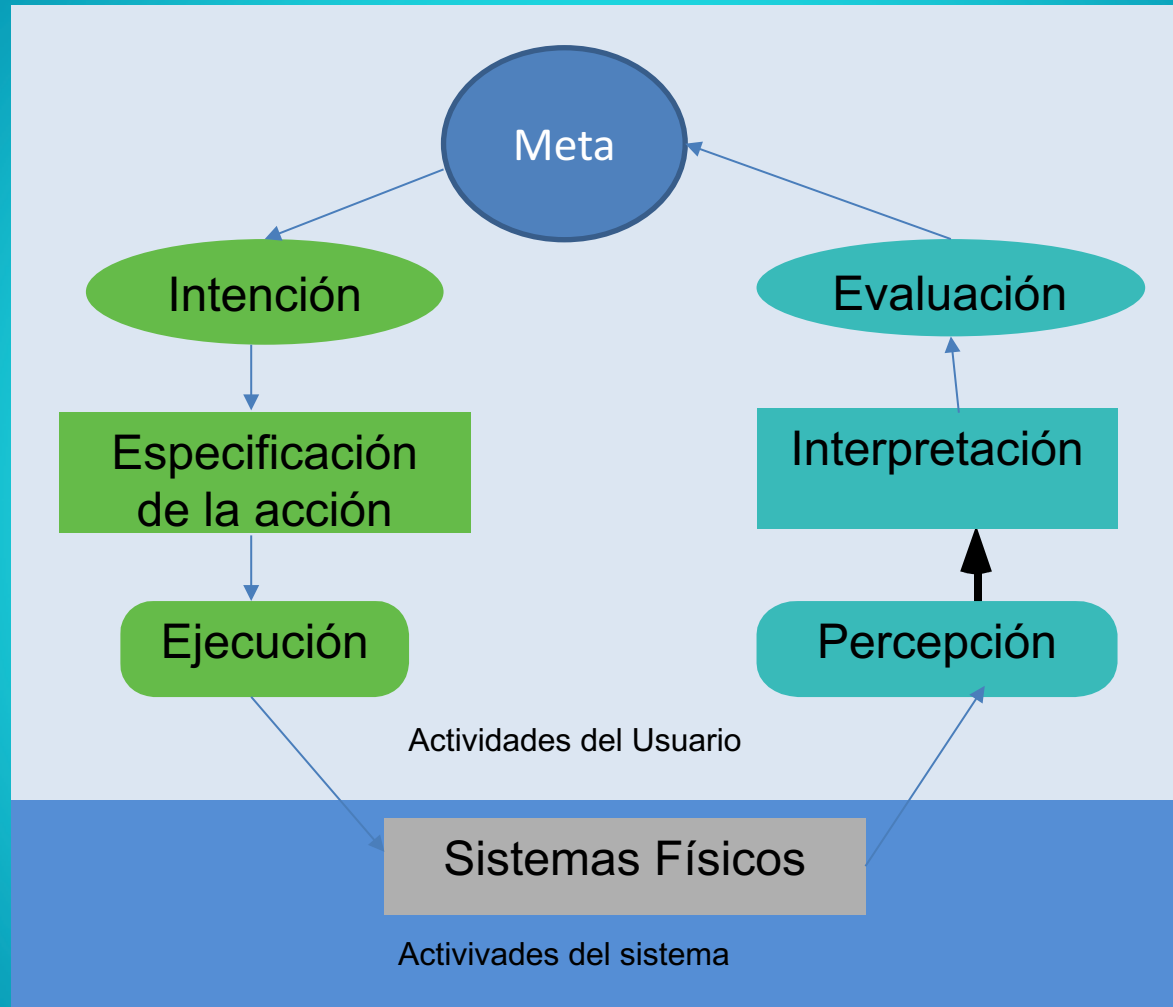 Meta
Intención
Evaluación
Especificación
de la acción
Interpretación
Ejecución
Percepción
Actividades del Usuario
Sistemas Físicos
Activivades del sistema